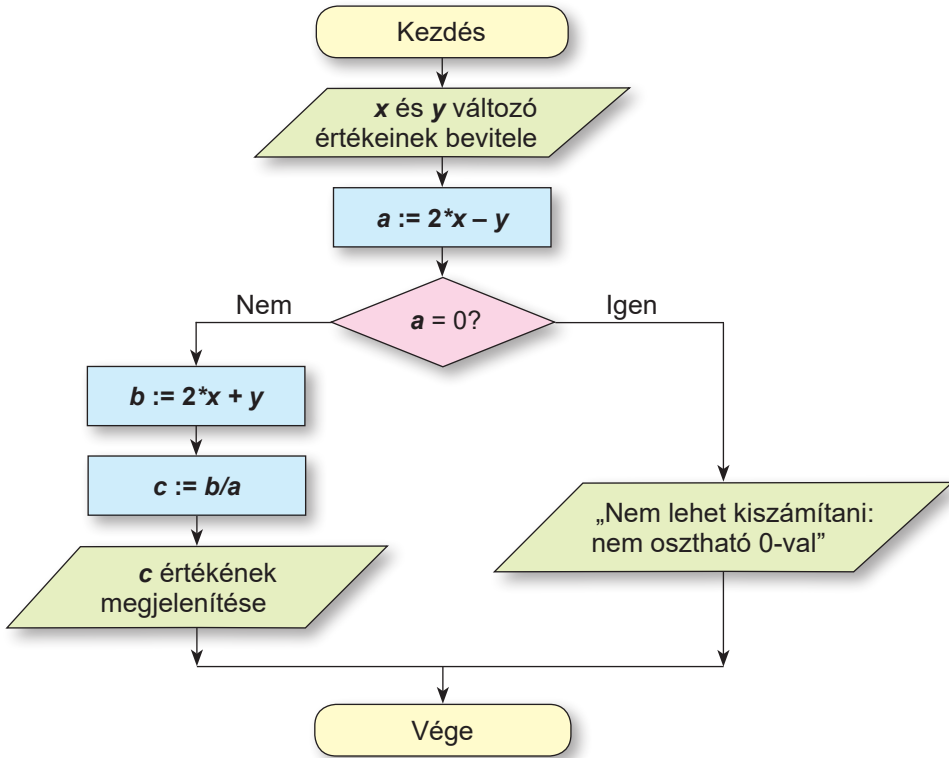 Kezdés
x és y változó
értékeinek bevitele
a := 2*x – y
Nem
Igen
a = 0?
b := 2*x + y
c := b/a
„Nem lehet kiszámítani:
nem osztható 0-val”
c értékének
megjelenítése
Vége